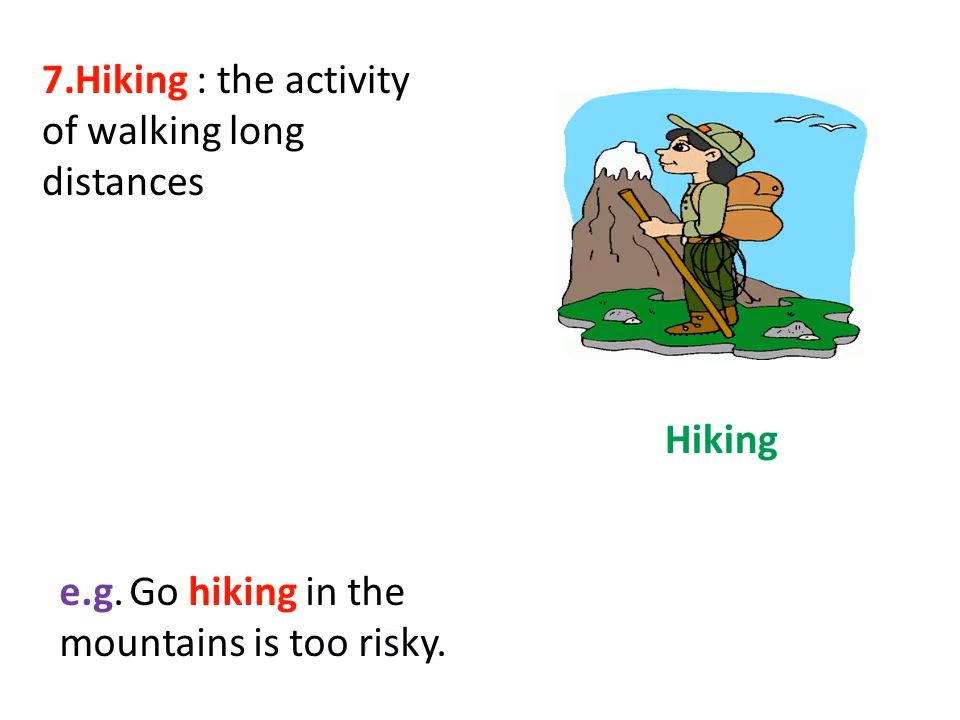 7.Hiking : the activity
of walking long
distances
Hiking
e.g. Go hiking in the
mountains is too risky.